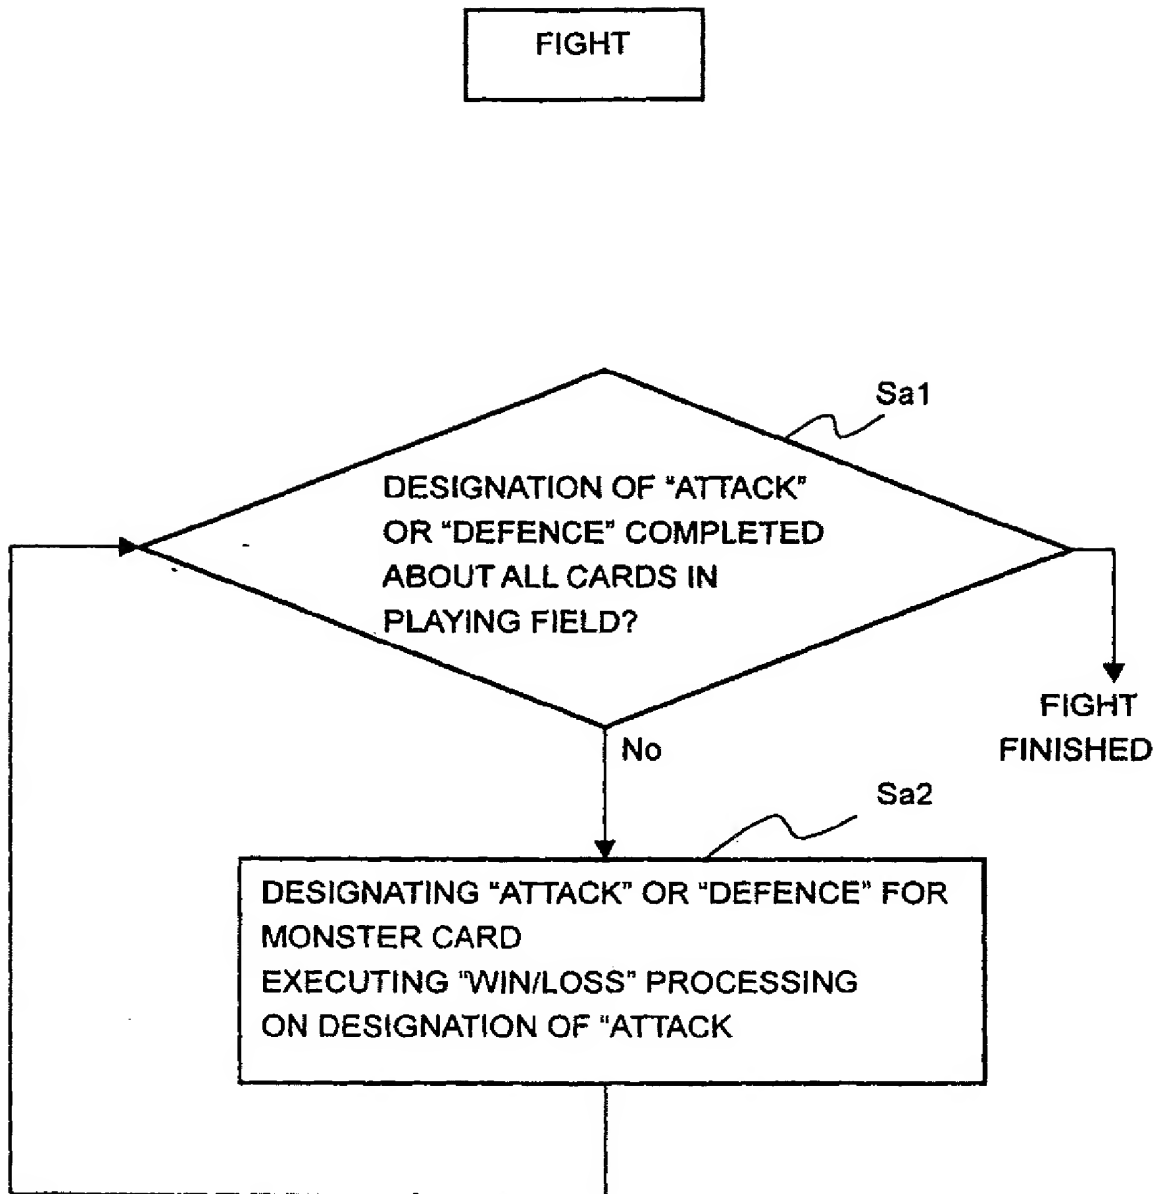 FIGHT
Sa1
DESIGNATION OF "ATTACK"
OR "DEFENCE" COMPLETED
ABOUT ALL CARDS IN
PLAYING FIELD?
FIGHT
FINISHED
No
Sa2
DESIGNATING "ATTACK" OR "DEFENCE" FOR
MONSTER CARD
EXECUTING "WIN/LOSS" PROCESSING
ON DESIGNATION OF "ATTACK